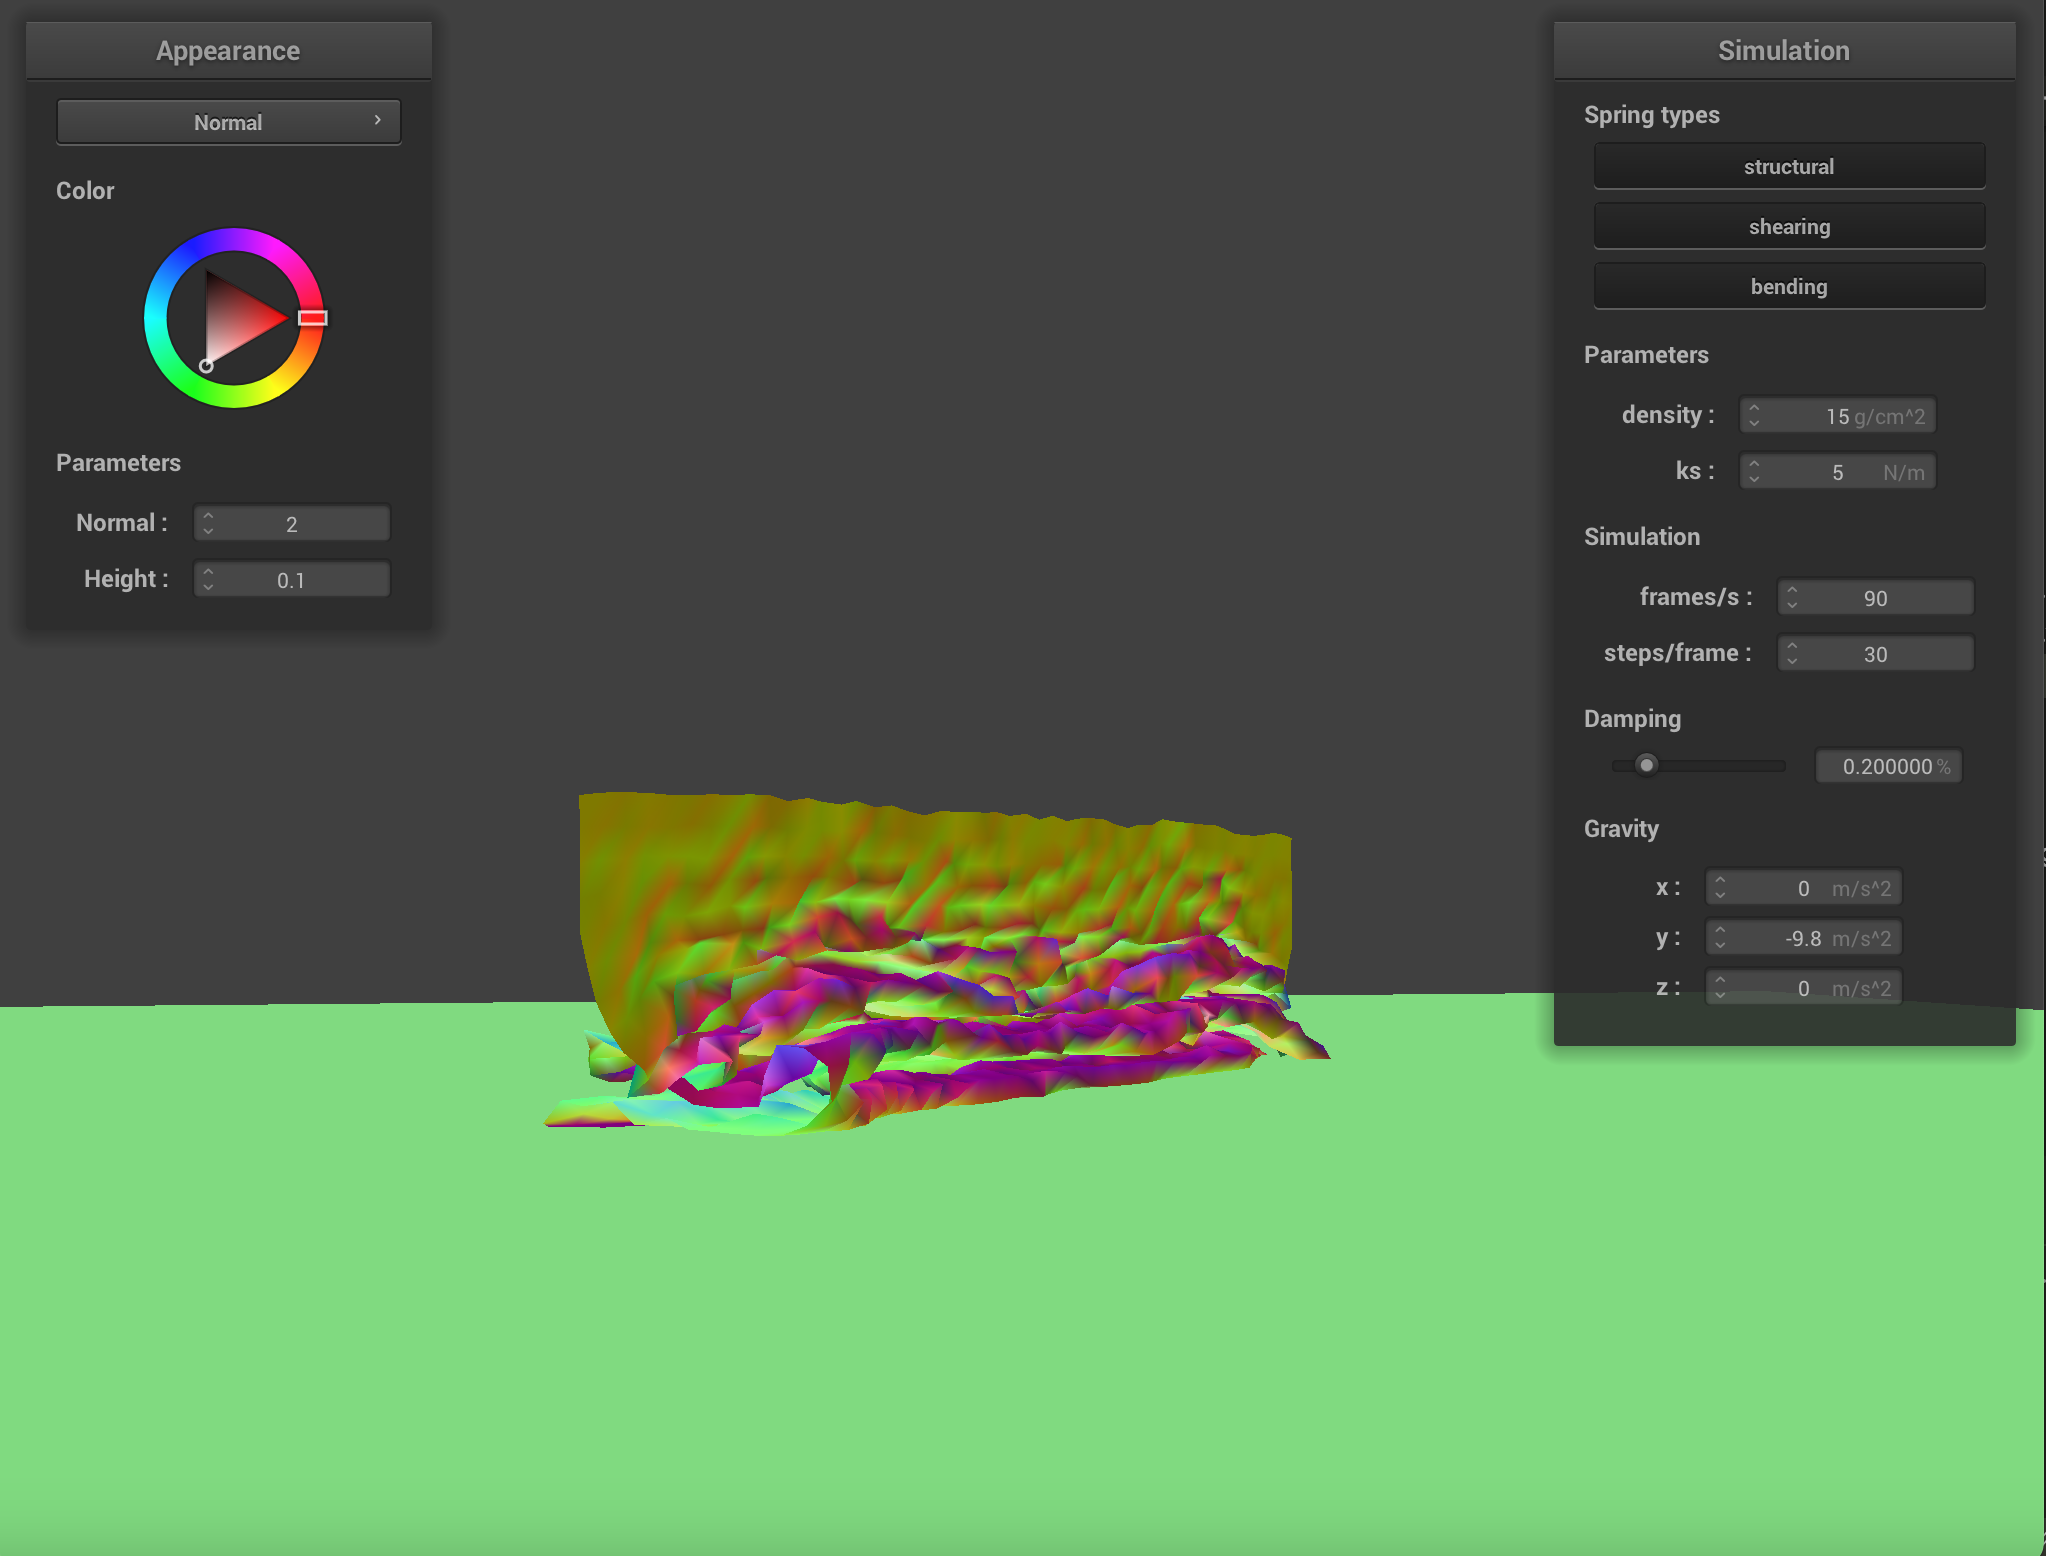 Appearance
Normal
Color
Parameters
Normal : 2
Height : 0.1
Simulation
Spring types
structural
shearing
bending
Parameters
density : 15 g/cm^2
ks : 5 N/m
Simulation
frames/s : 90
steps/frame : 30
Damping
0.200000 %
Gravity
x : 0 m/s^2
y : -9.8 m/s^2
z : 0 m/s^2